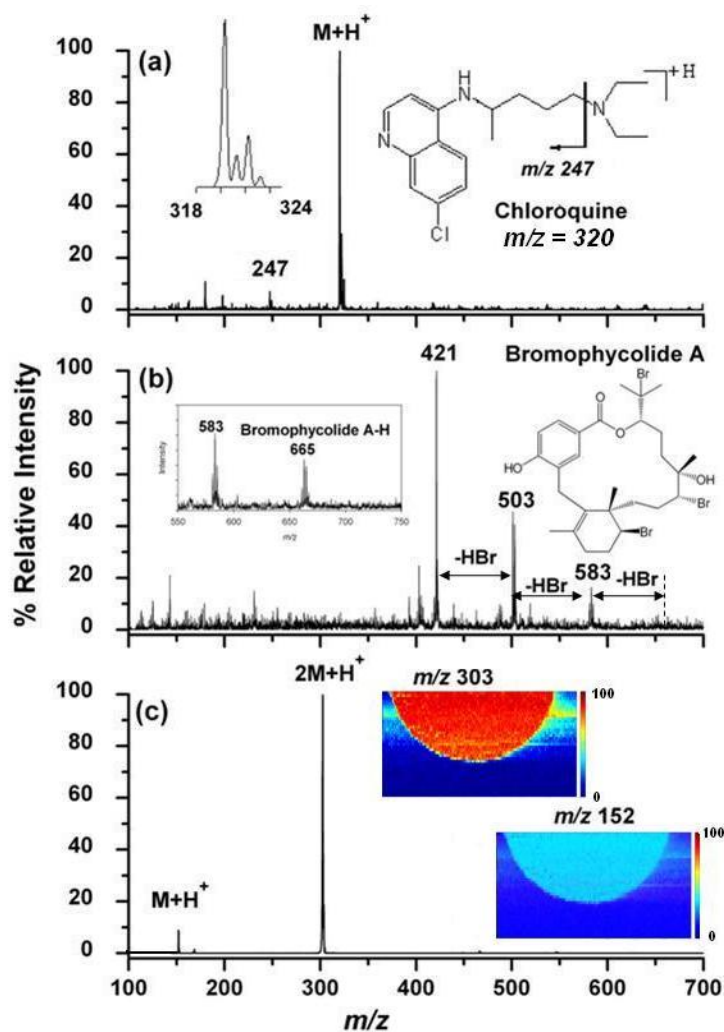 % Relative Intensity
(a)
M+H⁺
100
80
60
40
20
0
318
324
247
H
N
N
N
Cl
+ H
m/z 247
Chloroquine
m/z = 320
(b)
421
Bromophycolide A
100
80
60
40
20
0
583
Bromophycolide A-H
665
Intensity
550
600
650
700
750
m/z
503
583
-HBr
-HBr
-HBr
Br
O
O
HO
OH
Br
Br
(c)
2M+H⁺
m/z 303
100
0
m/z 152
100
0
M+H⁺
100
80
60
40
20
0
100
200
300
400
500
600
700
m/z